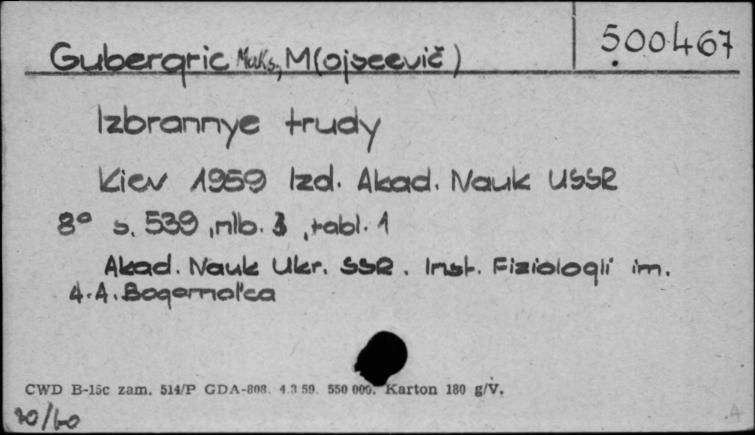 500467
Gubergric Maks, M(ojseevič)
Izbrannye trudy
Kiev 1959 Izd. Akad. Nauk USSR
8° s. 539, nlb. 3, tabl. 1
Akad. Nauk Ukr. SSR. Inst. Fiziologii im.
A. A. Bogomol'ca
CWD B-15c zam. 514/P GDA-808. 4.3 59. 550 000. Karton 180 g/V.